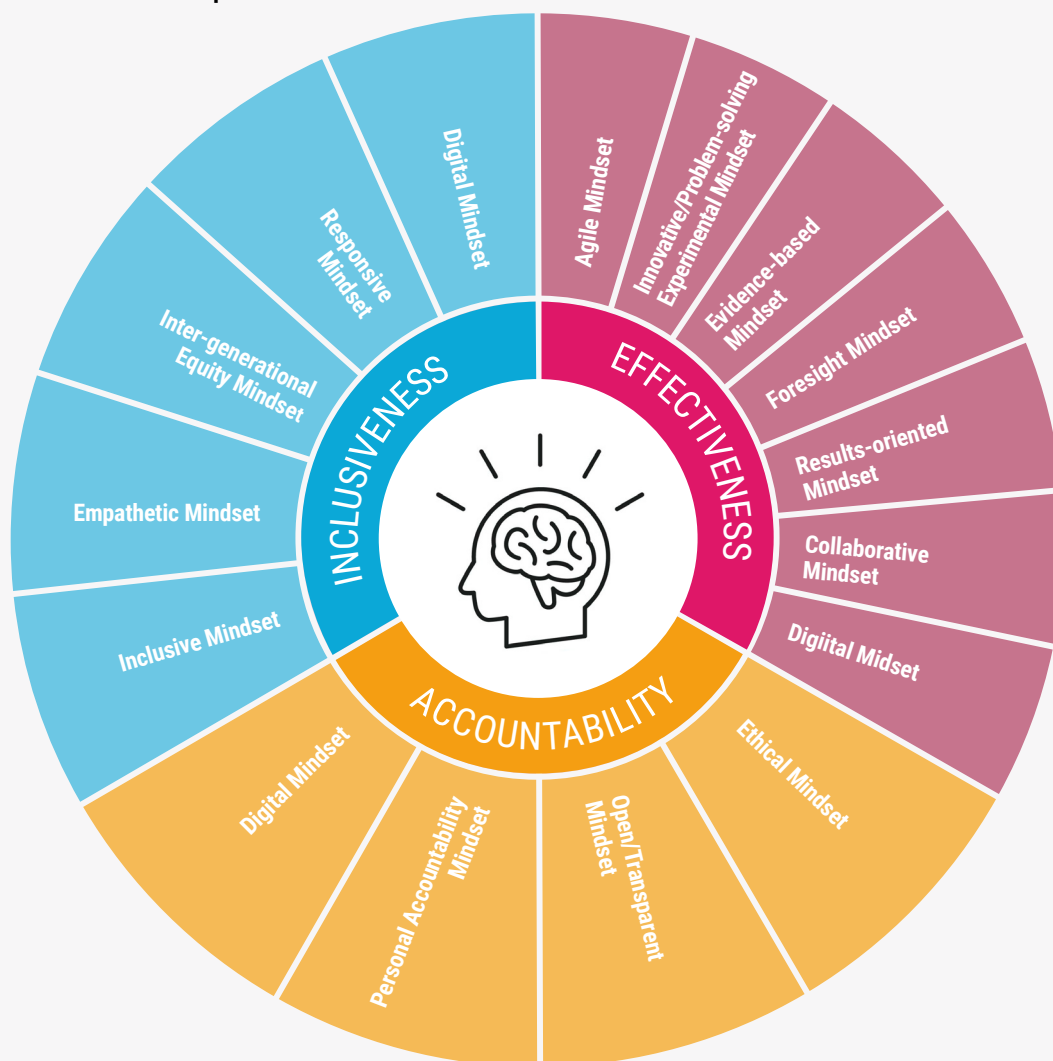 EFFECTIVENESS
Agile Mindset
Innovative/Problem-solving
Experimental Mindset
Evidence-based
Mindset
Foresight Mindset
Results-oriented
Mindset
Collaborative
Mindset
Digiital Midset
ACCOUNTABILITY
Ethical Mindset
Open/Transparent
Mindset
Personal Accountability
Mindset
Digital Mindset
INCLUSIVENESS
Inclusive Mindset
Empathetic Mindset
Inter-generational
Equity Mindset
Responsive
Mindset
Digital Mindset